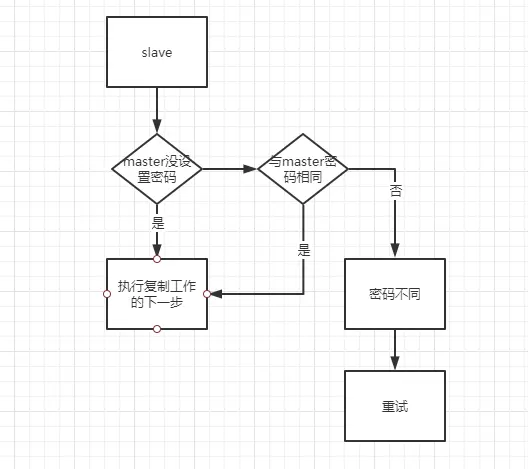 slave
master没设
置密码
与master密
码相同
否
是
是
执行复制工作
的下一步
密码不同
重试